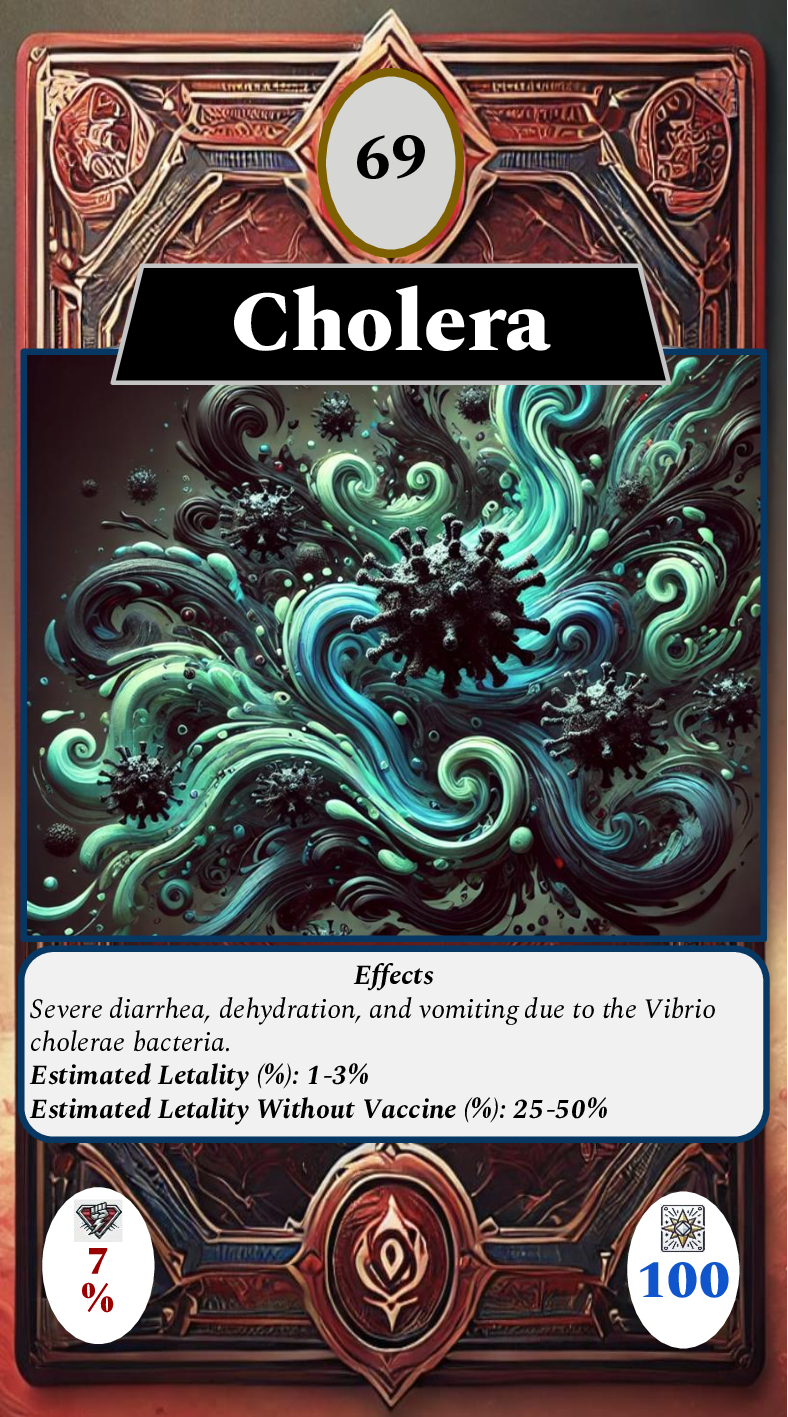 69
Cholera
Effects
Severe diarrhea, dehydration, and vomiting due to the Vibrio
cholerae bacteria.
Estimated Letality (%): 1-3%
Estimated Letality Without Vaccine (%): 25-50%
7
%
100